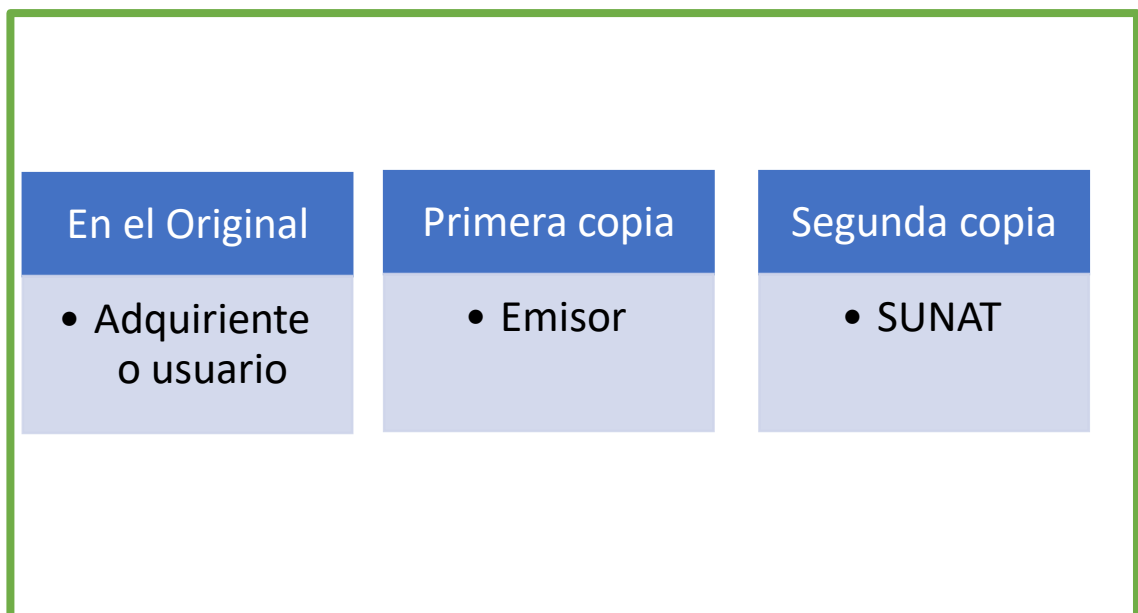 En el Original
• Adquiriente
o usuario
Primera copia
• Emisor
Segunda copia
• SUNAT